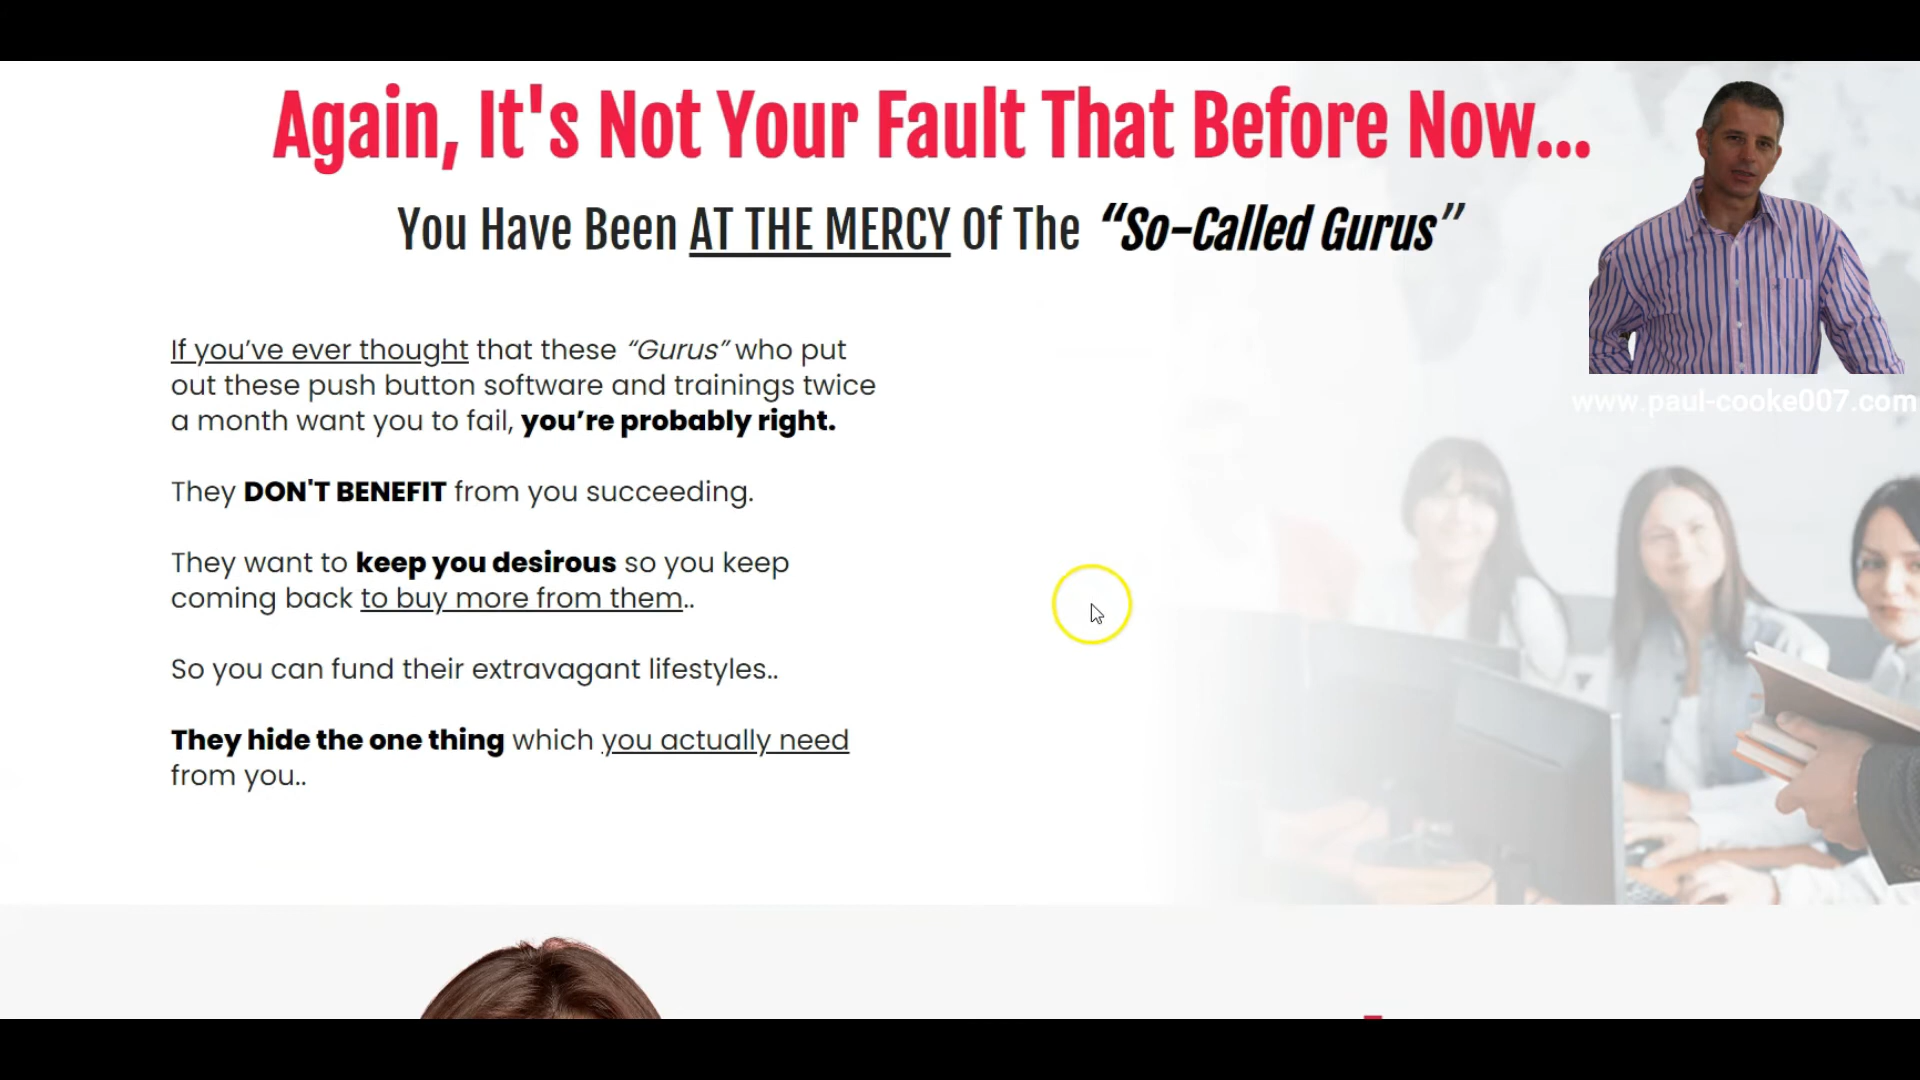 Again, It's Not Your Fault That Before Now...
You Have Been AT THE MERCY Of The “So-Called Gurus”
If you’ve ever thought that these “Gurus” who put
out these push button software and trainings twice
a month want you to fail, you’re probably right.
They DON'T BENEFIT from you succeeding.
They want to keep you desirous so you keep
coming back to buy more from them..
So you can fund their extravagant lifestyles..
They hide the one thing which you actually need
from you..
www.paul-cooke007.com